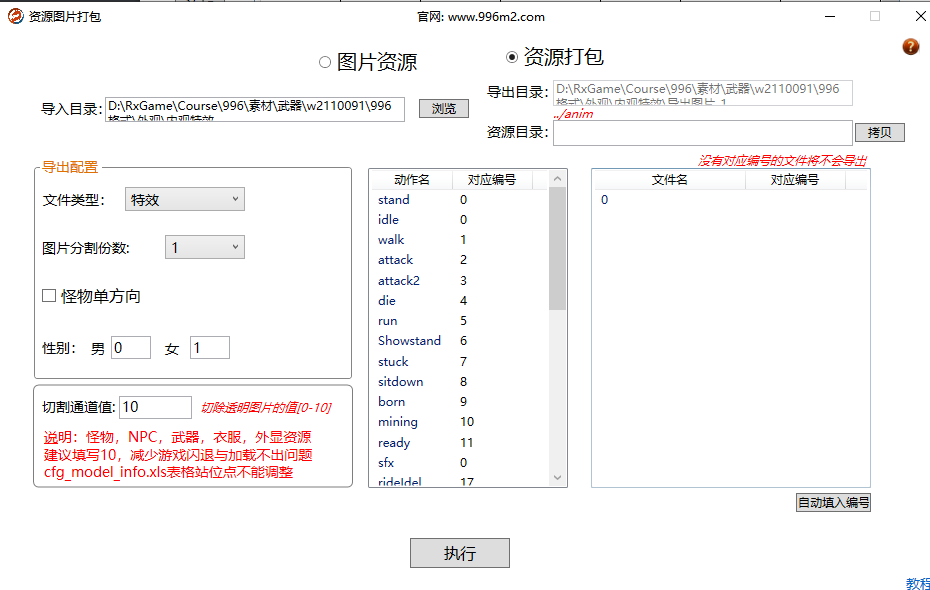 资源图片打包
官网: www.996m2.com
图片资源
资源打包
导入目录:
D:\RxGame\Course\996\素材\武器\w2110091\996
格式\外观\内观特效
浏览
导出目录:
D:\RxGame\Course\996\素材\武器\w2110091\996
格式\外观\内观特效\导出图片_1
../anim
资源目录:
拷贝
没有对应编号的文件将不会导出
导出配置
文件类型: 特效
图片分割份数: 1
怪物单方向
性别: 男 0 女 1
切割通道值: 10 切除透明图片的值[0-10]
说明：怪物，NPC，武器，衣服，外显资源
建议填写10，减少游戏闪退与加载不出问题
cfg_model_info.xls表格站位点不能调整
动作名 对应编号
stand 0
idle 0
walk 1
attack 2
attack2 3
die 4
run 5
Showstand 6
stuck 7
sitdown 8
born 9
mining 10
ready 11
sfx 0
rideIdel 17
文件名 对应编号
0
自动填入编号
执行
教程